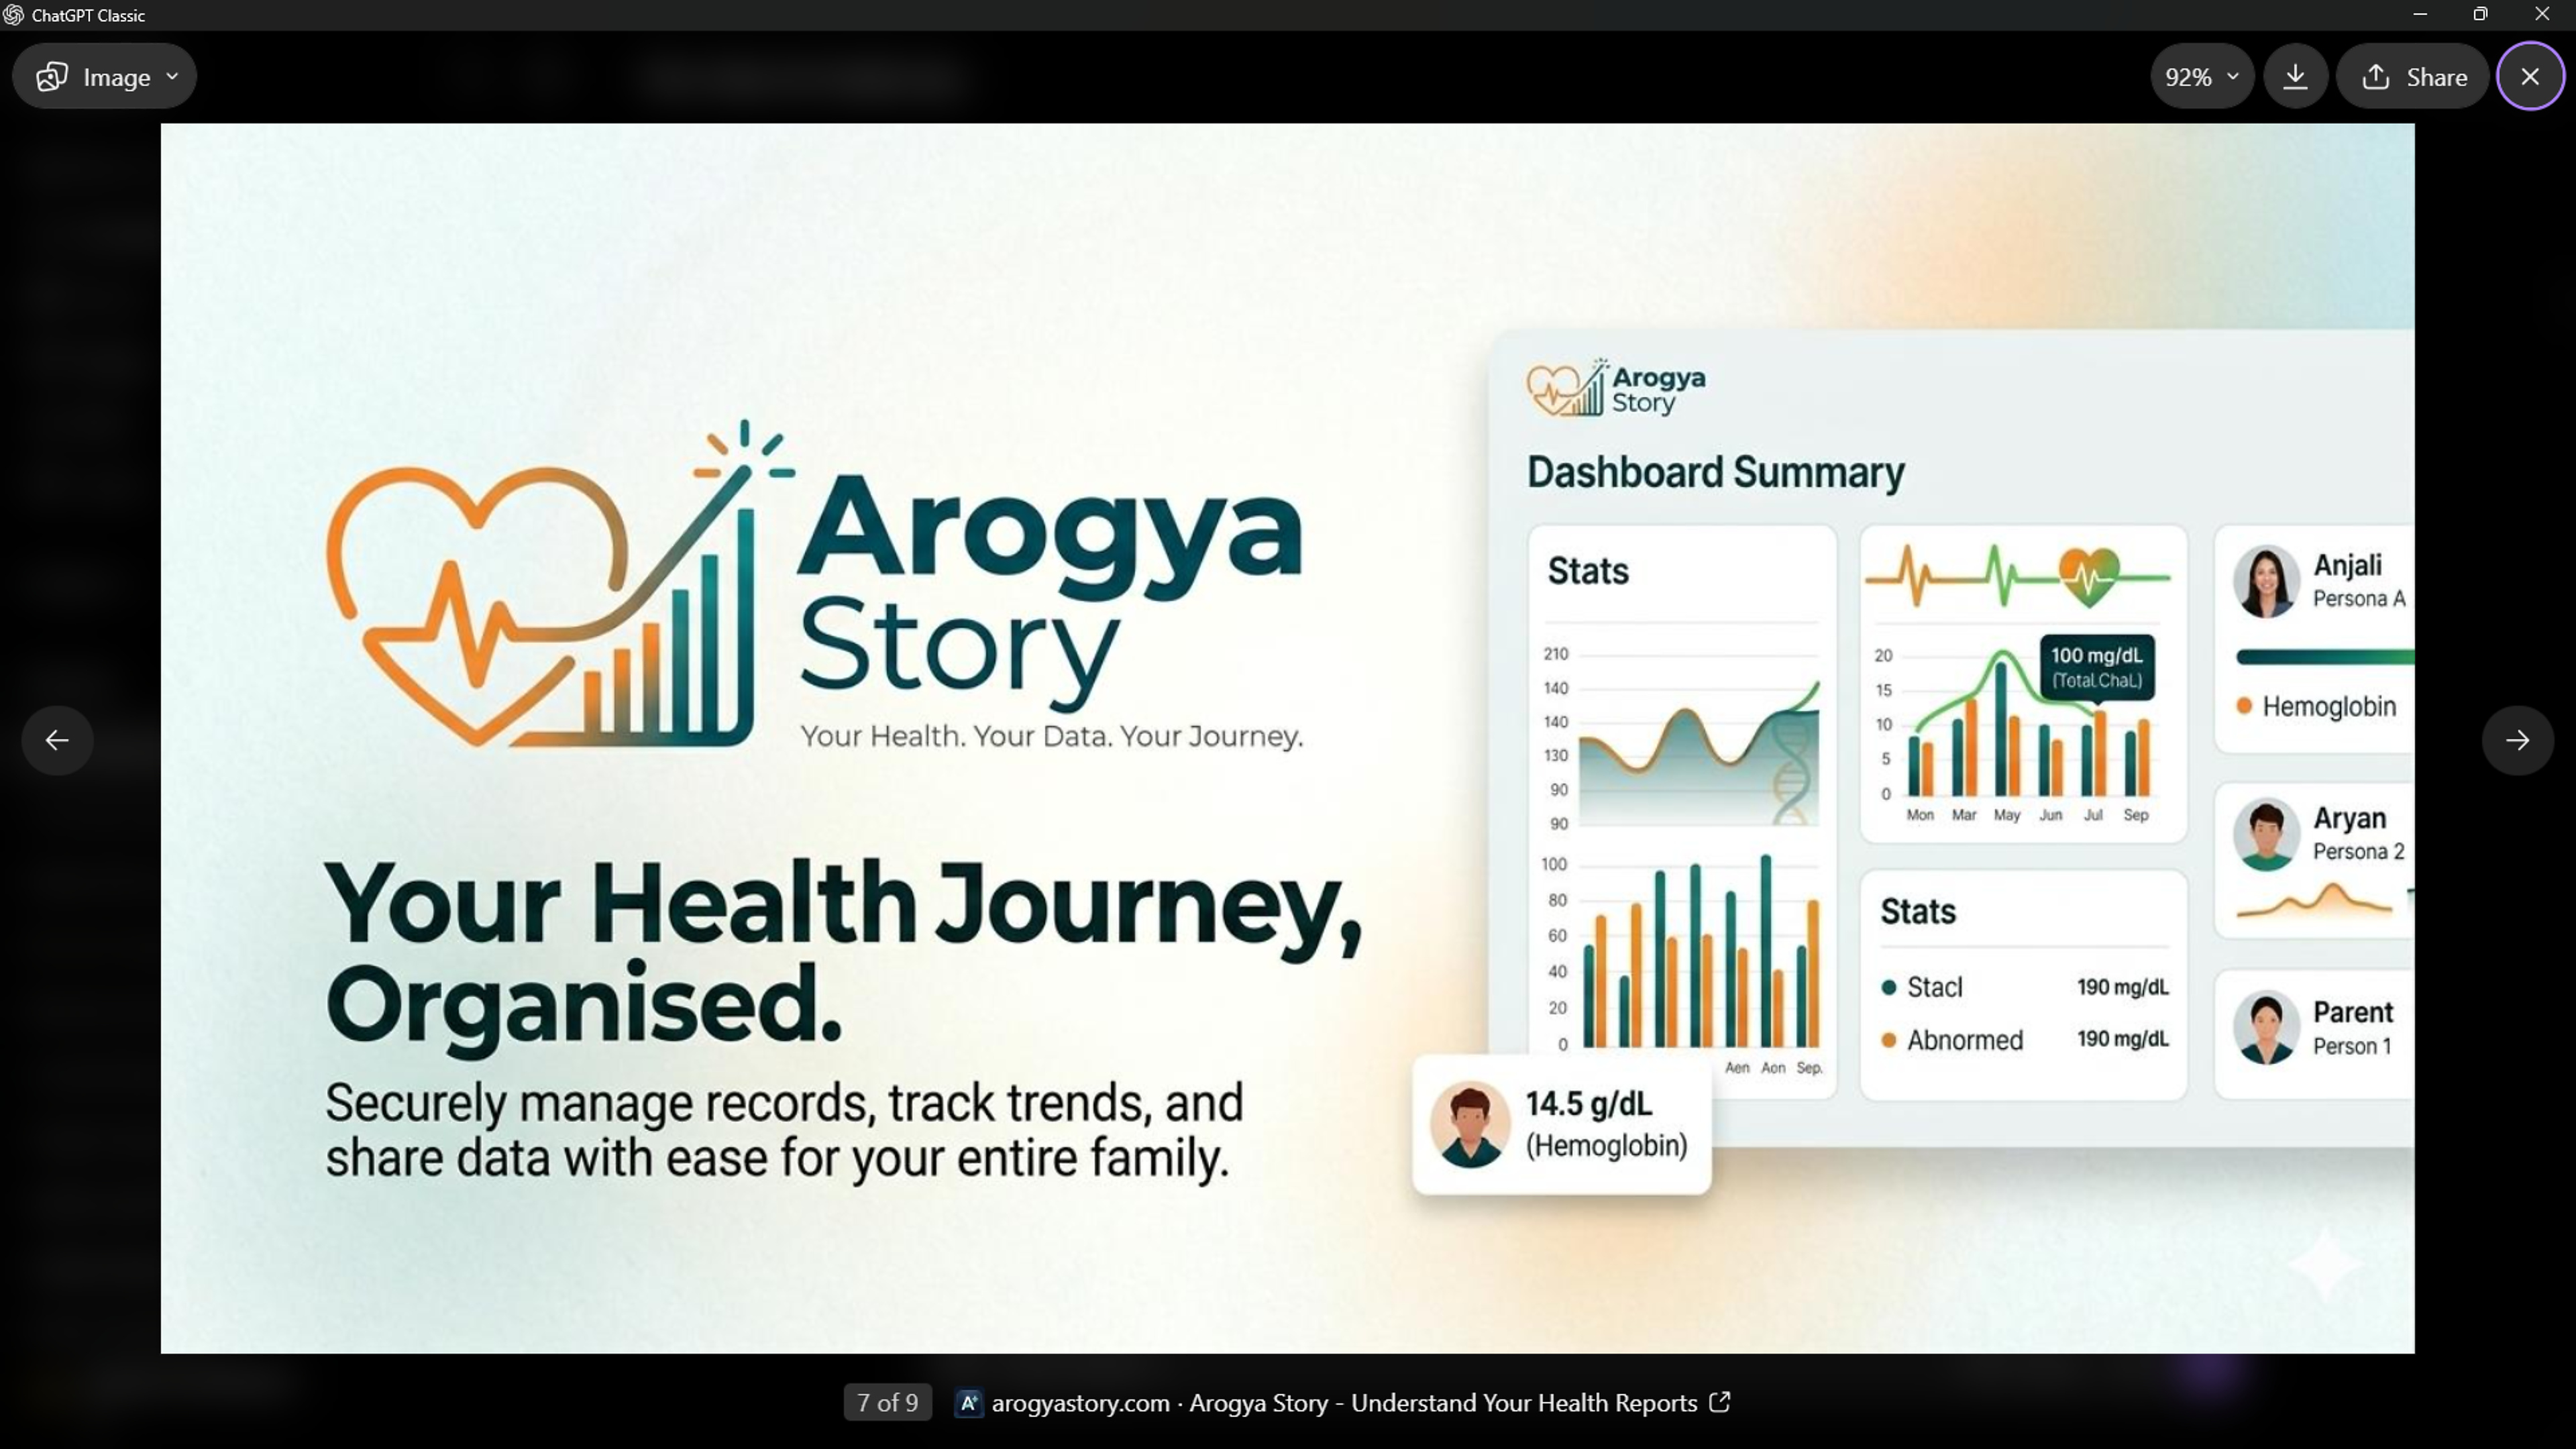 ChatGPT Classic
Image
92%
Share
Arogya
Story
Your Health. Your Data. Your Journey.
Your Health Journey,
Organised.
Securely manage records, track trends, and
share data with ease for your entire family.
Arogya
Story
Dashboard Summary
Stats
210
140
140
130
90
90
100
80
60
40
20
0
Aen Aon Sep.
14.5 g/dL
(Hemoglobin)
20
15
10
5
0
100 mg/dL
(Total.ChaL)
Mon Mar May Jun Jul Sep
Stats
Stacl 190 mg/dL
Abnormed 190 mg/dL
Anjali
Persona A
Hemoglobin
Aryan
Persona 2
Parent
Person 1
7 of 9
A+ arogyastory.com · Arogya Story - Understand Your Health Reports